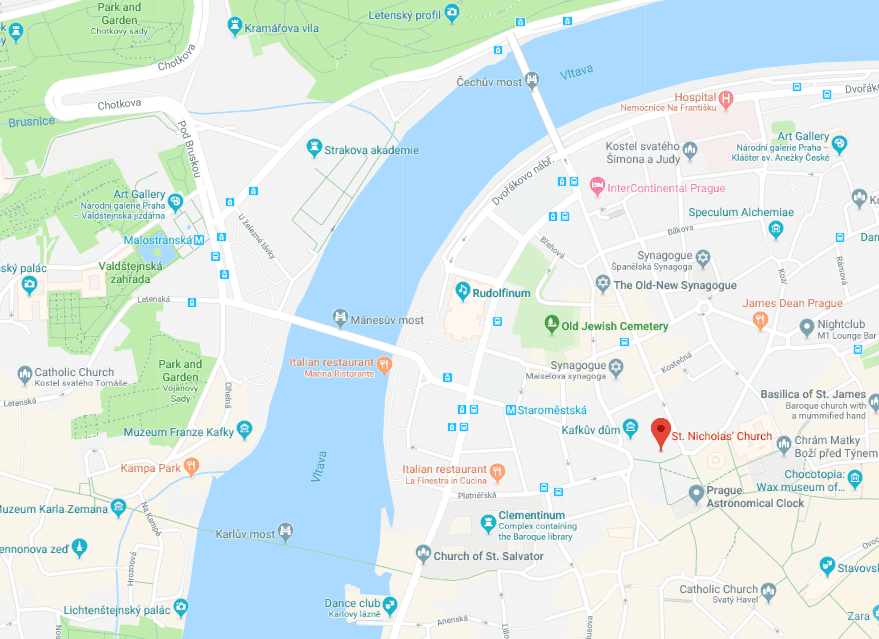 Park and
Garden
Chotkovy sady
Kramářova vila
Letenský profil
Chotkova
Čechův most
Vltava
Dvořá
Chotkova
Brusnice
Pod Bruskou
Hospital
Nemocnice Na Františku
Strakova akademie
Kostel svatého
Šimona a Judy
Art Gallery
Národní galerie Praha –
Klášter sv. Anežky České
Dvořákovo nábř.
InterContinental Prague
Art Gallery
Národní galerie Praha
– Valdštejnská jízdárna
Speculum Alchemiae
Bílkova
U železné lávky
Malostranská
Valdštejnská
zahrada
Břehová
Synagogue
Španělská Synagoga
Kozí
Rámová
ský palác
The Old-New Synagogue
Rudolfinum
Letenská
James Dean Prague
Mánesův most
Old Jewish Cemetery
Nightclub
M1 Lounge Bar
Kostečná
Italian restaurant
Marina Ristorante
Synagogue
Maiselova synagoga
Catholic Church
Kostel svatého Tomáše
Park and
Garden
Vojanovy
Sady
Letenská
Cihelná
Staroměstská
Basilica of St. James
Baroque church with
a mummified hand
Muzeum Franze Kafky
Kafkův dům
St. Nicholas' Church
Chrám Matky
Boží před Týnem
Kampa Park
Vltava
Italian restaurant
La Finestra in Cucina
Platnéřská
Chocotopia:
Wax museum of...
Prague
Astronomical Clock
Muzeum Karla Zemana
Na Kampě
Clementinum
Complex containing
the Baroque library
Karlův most
ennonova zeď
Hroznová
Church of St. Salvator
Stavovs
Catholic Church
Svatý Havel
Lichtenštejnský palác
Dance club
Karlovy lázně
Anenská
Zara